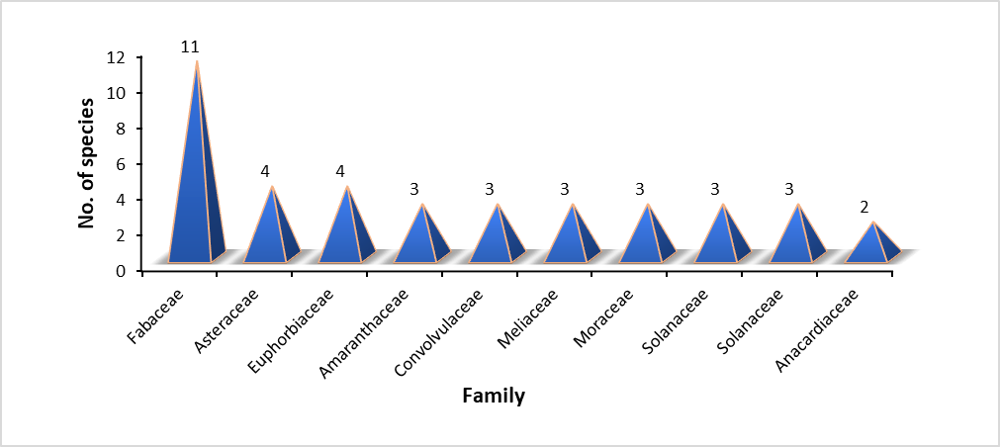 11
12
10
8
6
4
2
0
4
4
3
3
3
3
3
3
2
No. of species
Fabaceae
Asteraceae
Euphorbiaceae
Amaranthaceae
Convolvulaceae
Meliaceae
Moraceae
Solanaceae
Solanaceae
Anacardiaceae
Family